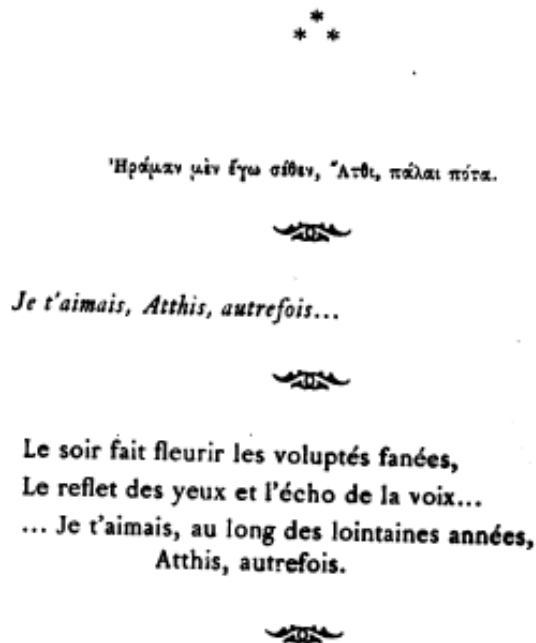 Ἠράμαν μὲν ἔγω σίθεν, Ἄτθι, πάλαι πότα.
Je t'aimais, Atthis, autrefois...
Le soir fait fleurir les voluptés fanées,
Le reflet des yeux et l'écho de la voix...
... Je t'aimais, au long des lointaines années,
Atthis, autrefois.